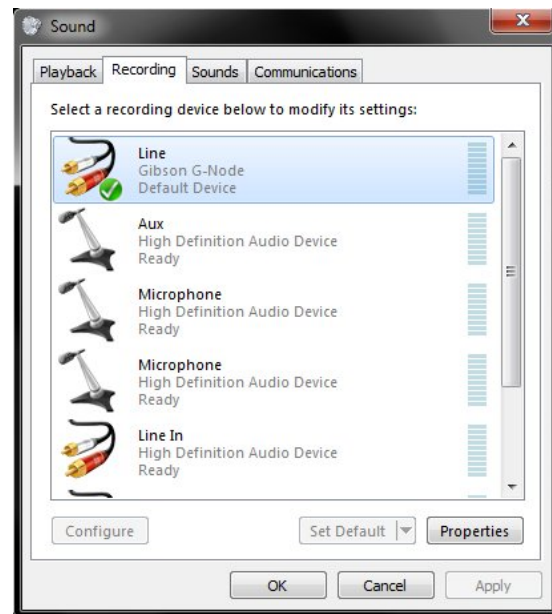 Sound
Playback Recording Sounds Communications
Select a recording device below to modify its settings:
Line
Gibson G-Node
Default Device
Aux
High Definition Audio Device
Ready
Microphone
High Definition Audio Device
Ready
Microphone
High Definition Audio Device
Ready
Line In
High Definition Audio Device
Ready
Configure Set Default Properties
OK Cancel Apply